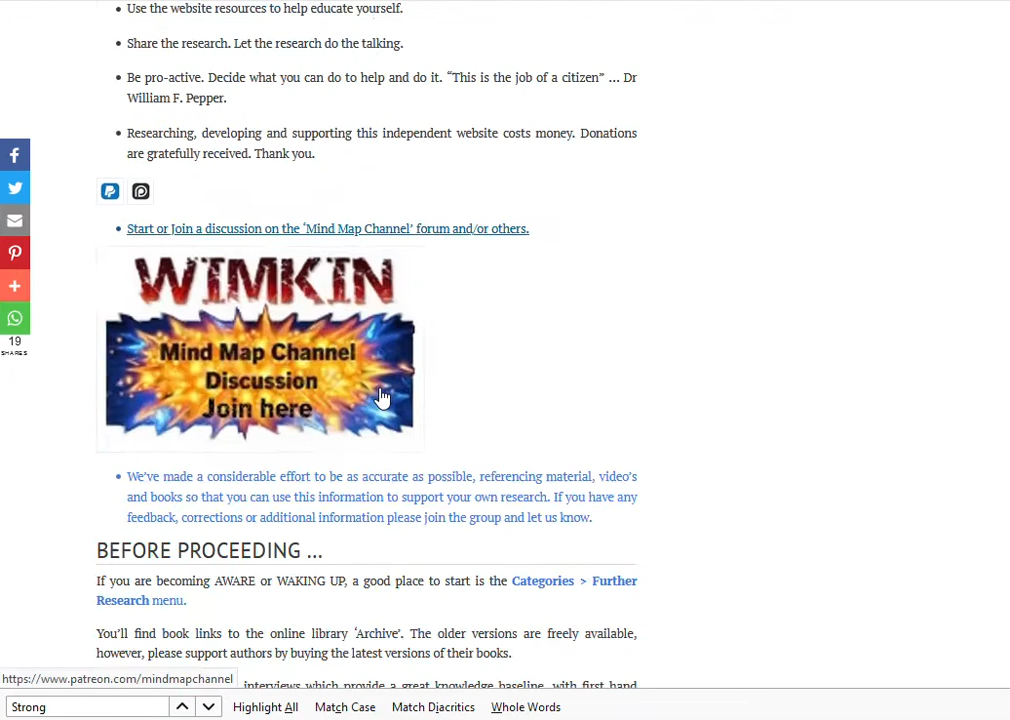 Use the website resources to help educate yourself.
Share the research. Let the research do the talking.
Be pro-active. Decide what you can do to help and do it. “This is the job of a citizen” … Dr
William F. Pepper.
Researching, developing and supporting this independent website costs money. Donations
are gratefully received. Thank you.
Start or Join a discussion on the ‘Mind Map Channel’ forum and/or others.
WIMKIN
Mind Map Channel
Discussion
Join here
19
SHARES
We’ve made a considerable effort to be as accurate as possible, referencing material, video’s
and books so that you can use this information to support your own research. If you have any
feedback, corrections or additional information please join the group and let us know.
BEFORE PROCEEDING …
If you are becoming AWARE or WAKING UP, a good place to start is the Categories > Further
Research menu.
You’ll find book links to the online library ‘Archive’. The older versions are freely available,
however, please support authors by buying the latest versions of their books.
interviews which provide a great knowledge baseline, with first hand
https://www.patreon.com/mindmapchannel
Strong Highlight All Match Case Match Diacritics Whole Words